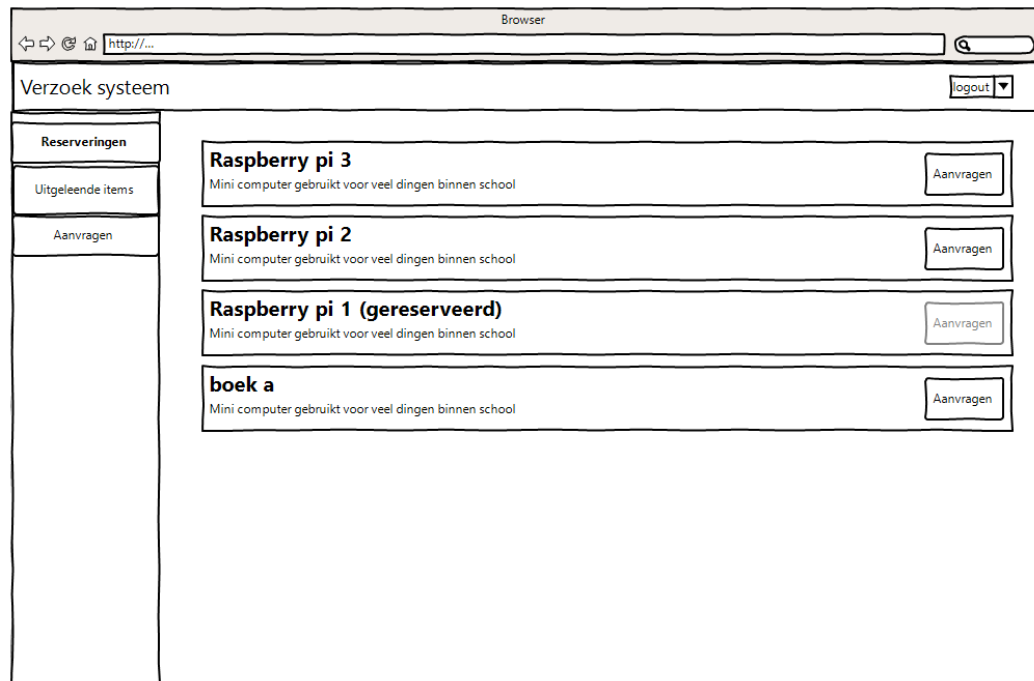 Browser
http://...
Verzoek systeem
logout
Reserveringen
Uitgeleende items
Aanvragen
Raspberry pi 3
Mini computer gebruikt voor veel dingen binnen school
Aanvragen
Raspberry pi 2
Mini computer gebruikt voor veel dingen binnen school
Aanvragen
Raspberry pi 1 (gereserveerd)
Mini computer gebruikt voor veel dingen binnen school
Aanvragen
boek a
Mini computer gebruikt voor veel dingen binnen school
Aanvragen